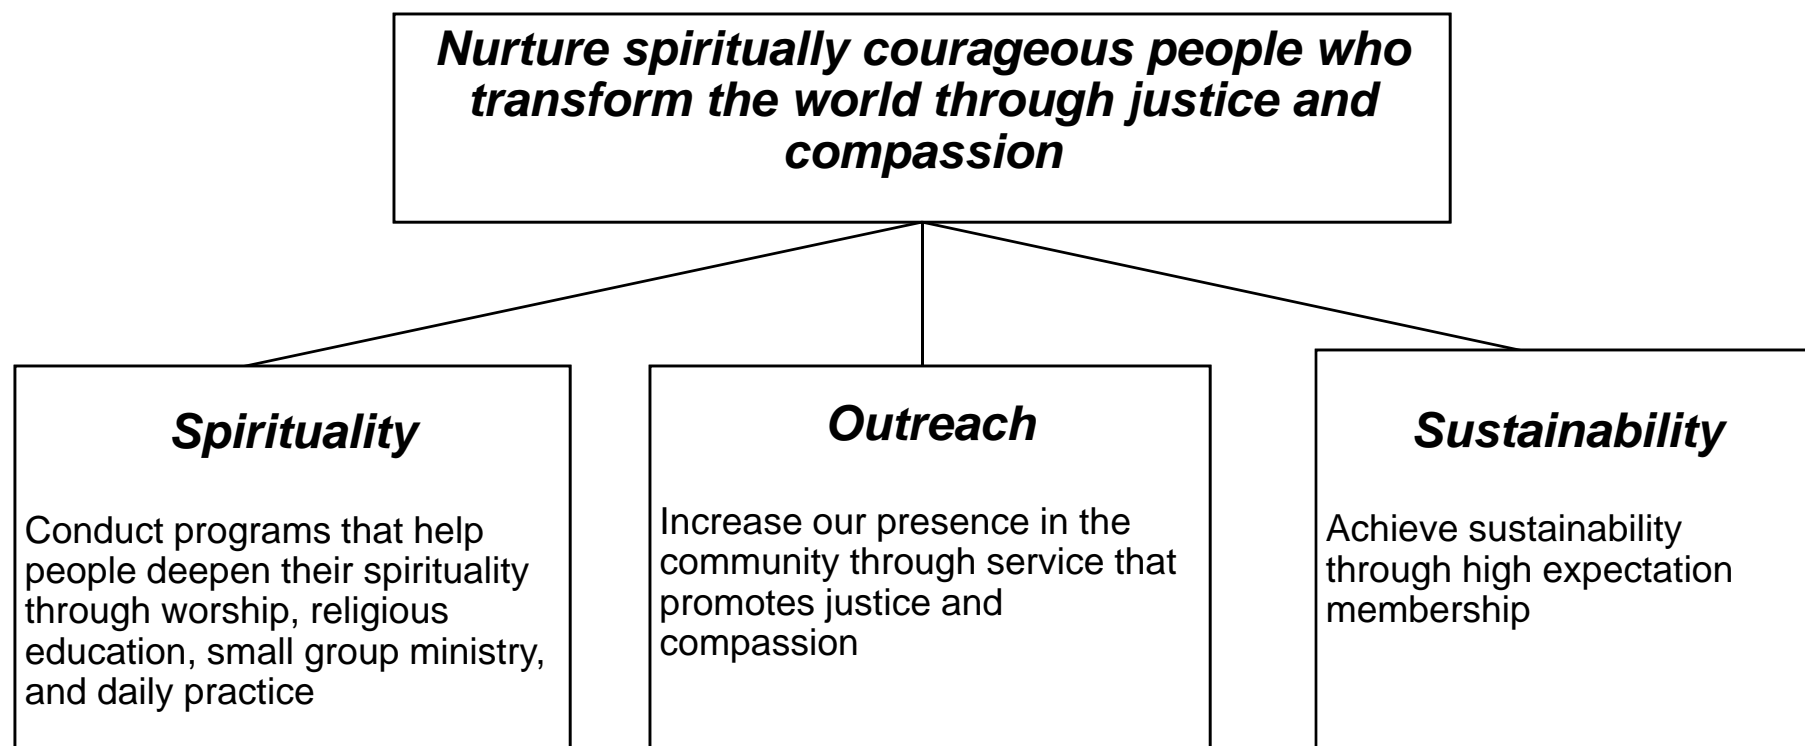 Nurture spiritually courageous people who
transform the world through justice and
compassion
Spirituality
Conduct programs that help
people deepen their spirituality
through worship, religious
education, small group ministry,
and daily practice
Outreach
Increase our presence in the
community through service that
promotes justice and
compassion
Sustainability
Achieve sustainability
through high expectation
membership